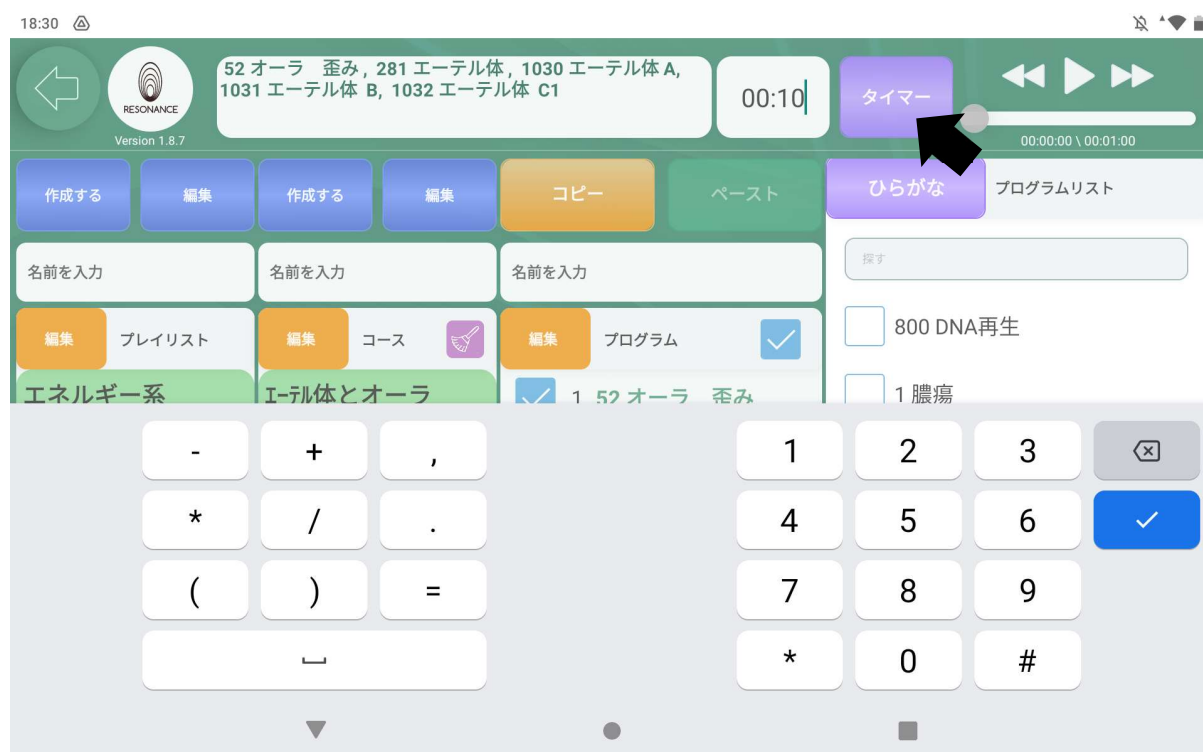 18:30
RESONANCE
Version 1.8.7
52 オーラ　歪み , 281 エーテル体 , 1030 エーテル体 A,
1031 エーテル体 B, 1032 エーテル体 C1
00:10
タイマー
00:00:00 \ 00:01:00
作成する 編集 作成する 編集 コピー ペースト
ひらがな プログラムリスト
名前を入力 名前を入力 名前を入力
探す
編集 プレイリスト 編集 コース 編集 プログラム
800 DNA再生
エネルギー系 ｴｰﾃﾙ体とオーラ 1 52 オーラ　歪み
1 膿瘍
- + , 1 2 3
* / . 4 5 6
( ) = 7 8 9
* 0 #